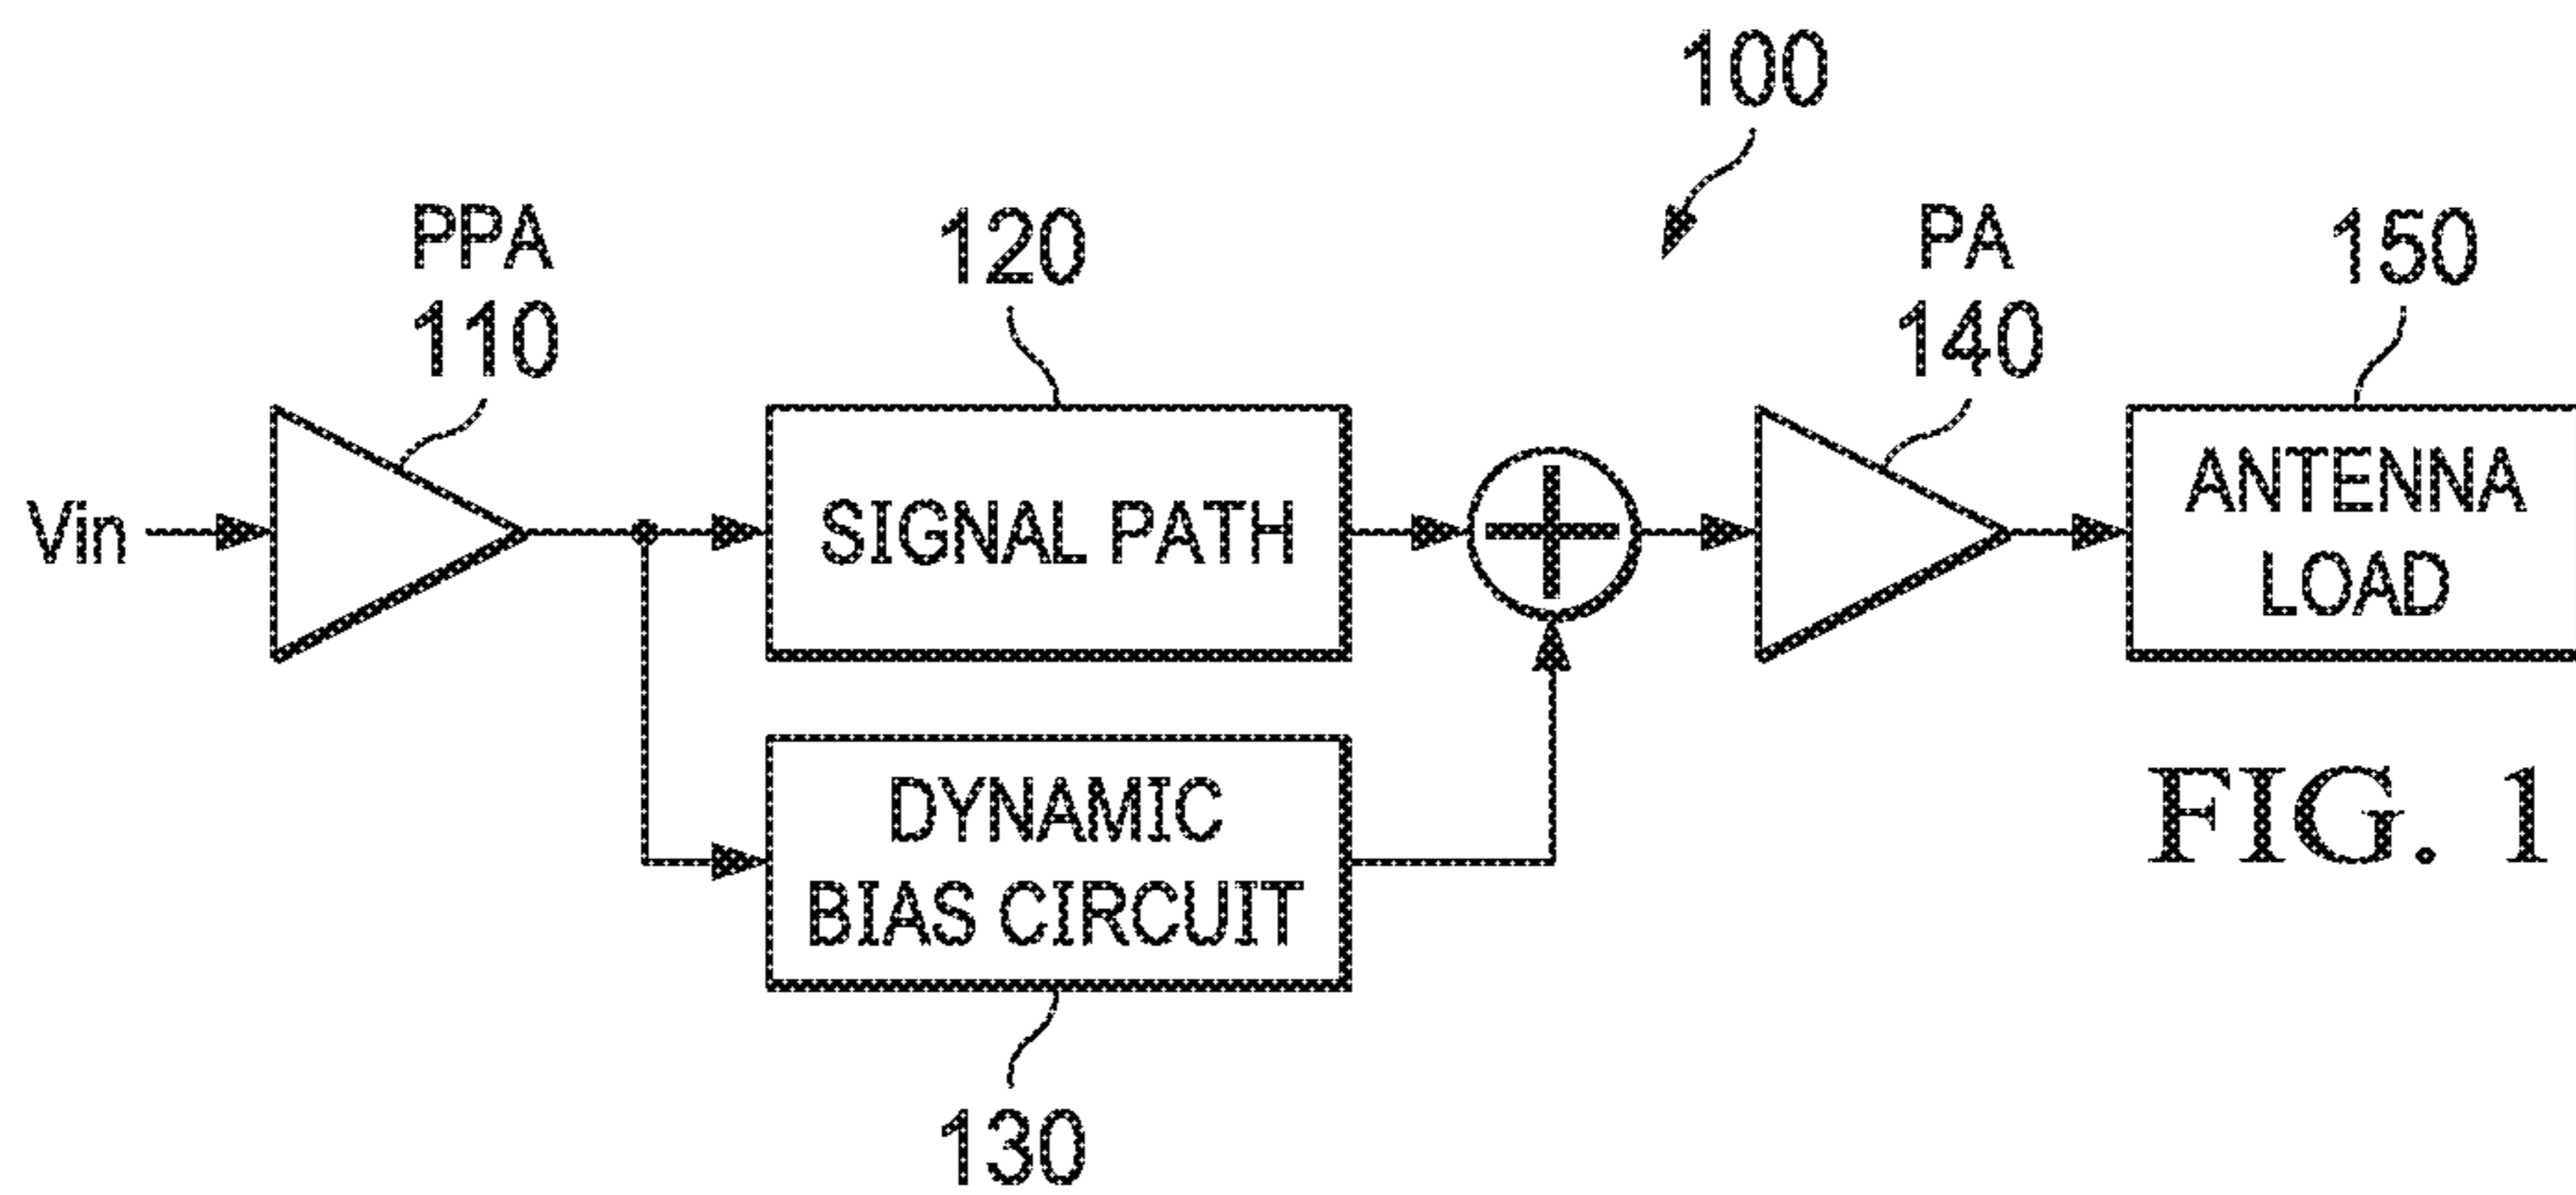 100
PPA
110
120
PA
140
150
Vin
SIGNAL PATH
ANTENNA
LOAD
DYNAMIC
BIAS CIRCUIT
130
FIG. 1